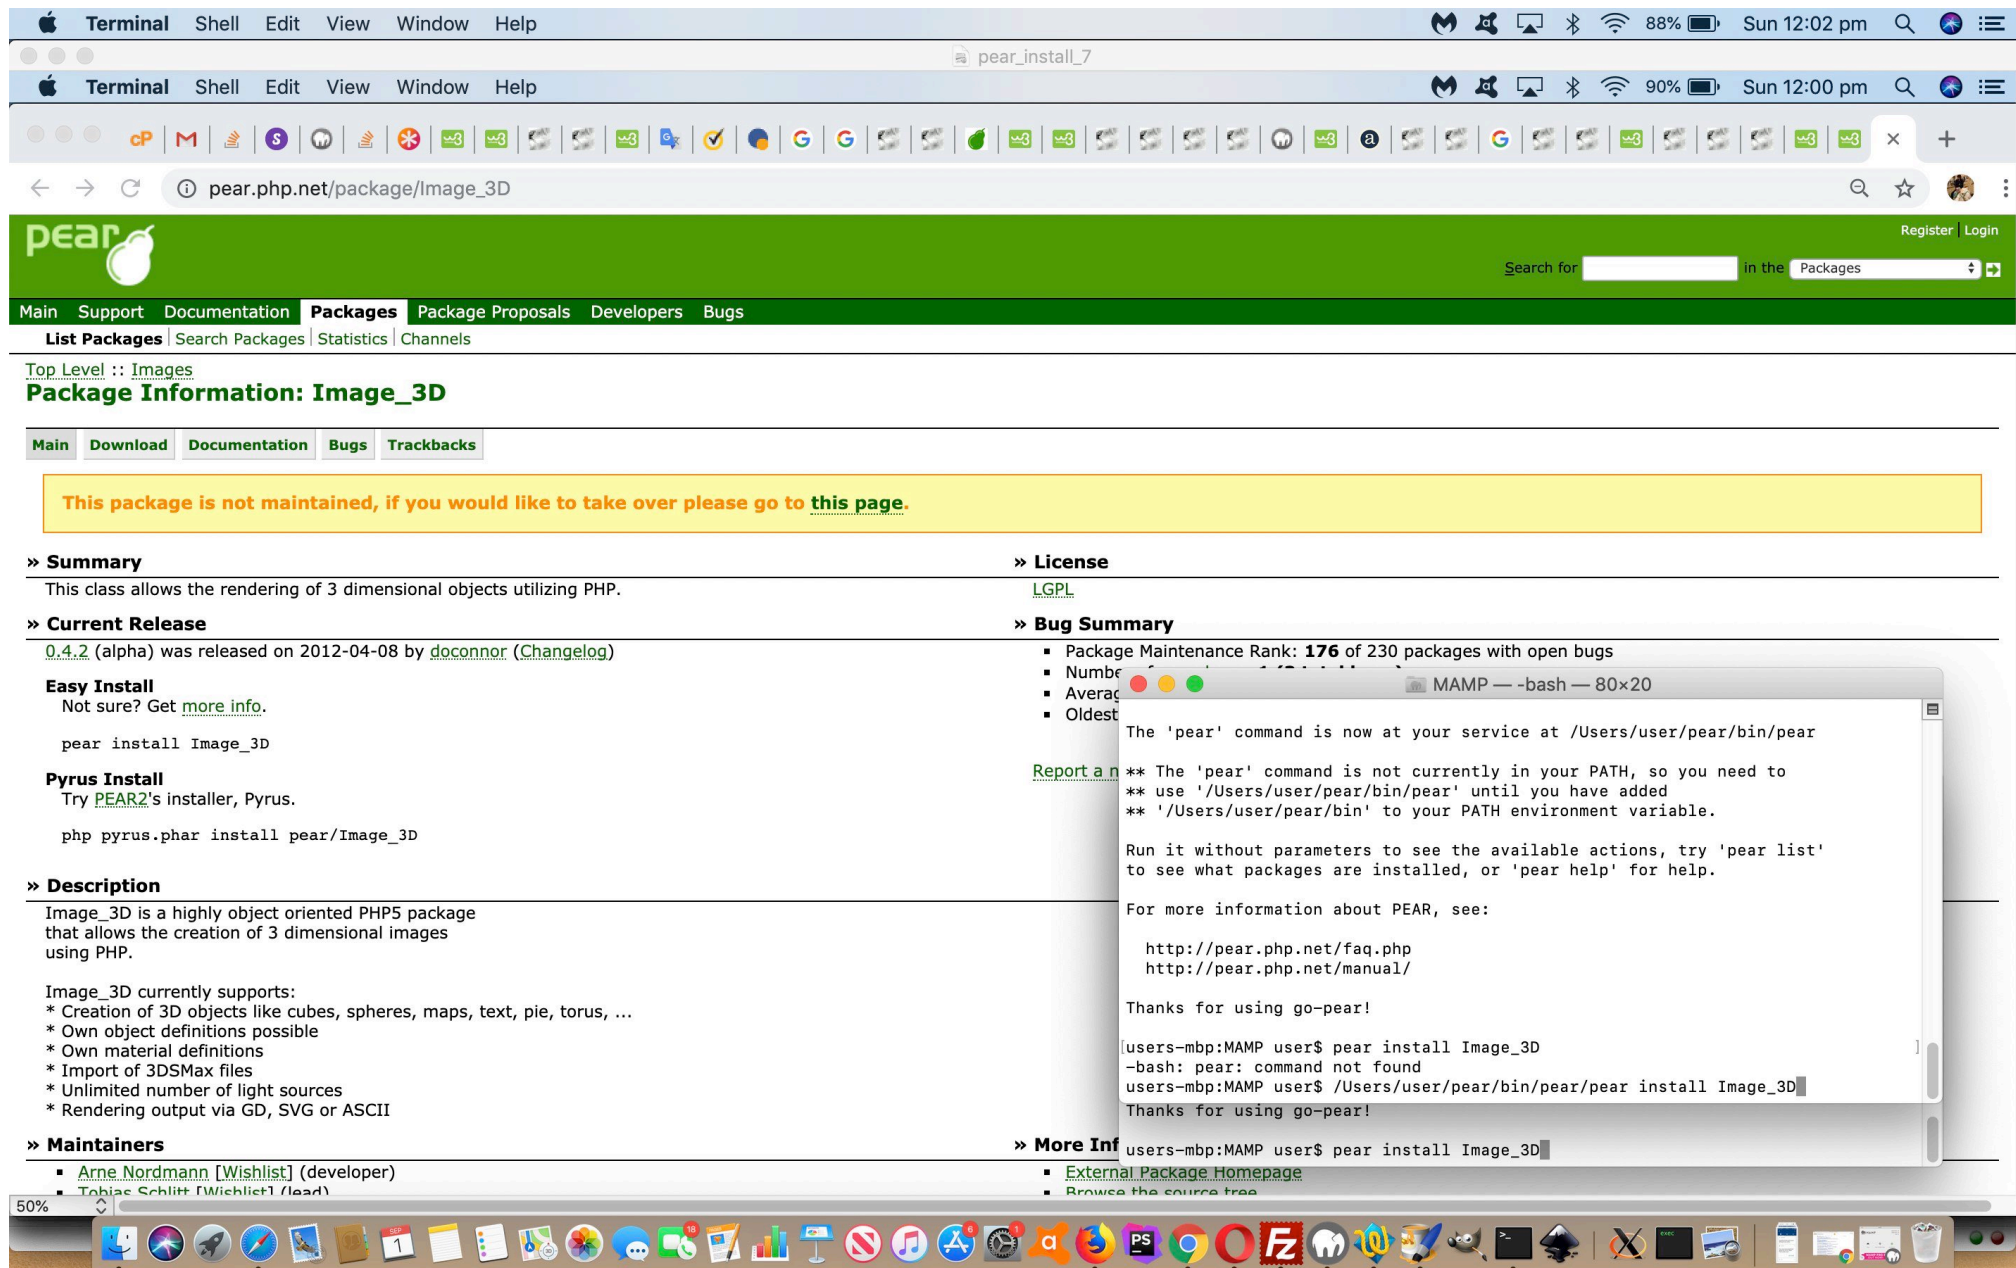 Terminal Shell Edit View Window Help 88% Sun 12:02 pm
pear_install_7
Terminal Shell Edit View Window Help 90% Sun 12:00 pm
pear.php.net/package/Image_3D
pear
Register Login
Search for in the Packages
Main Support Documentation Packages Package Proposals Developers Bugs
List Packages Search Packages Statistics Channels
Top Level :: Images
Package Information: Image_3D
Main Download Documentation Bugs Trackbacks
This package is not maintained, if you would like to take over please go to this page.
» Summary
This class allows the rendering of 3 dimensional objects utilizing PHP.
» License
LGPL
» Current Release
0.4.2 (alpha) was released on 2012-04-08 by doconnor (Changelog)
Easy Install
Not sure? Get more info.
pear install Image_3D
Pyrus Install
Try PEAR2's installer, Pyrus.
php pyrus.phar install pear/Image_3D
» Bug Summary
Package Maintenance Rank: 176 of 230 packages with open bugs
Oldest
Report a
» Description
Image_3D is a highly object oriented PHP5 package
that allows the creation of 3 dimensional images
using PHP.
Image_3D currently supports:
* Creation of 3D objects like cubes, spheres, maps, text, pie, torus, ...
* Own object definitions possible
* Own material definitions
* Import of 3DSMax files
* Unlimited number of light sources
* Rendering output via GD, SVG or ASCII
» Maintainers
Arne Nordmann [Wishlist] (developer)
Tobias Schlitt [Wishlist] (lead)
» More Inf
External Package Homepage
Browse the source tree
MAMP — -bash — 80×20
The 'pear' command is now at your service at /Users/user/pear/bin/pear
** The 'pear' command is not currently in your PATH, so you need to
** use '/Users/user/pear/bin/pear' until you have added
** '/Users/user/pear/bin' to your PATH environment variable.
Run it without parameters to see the available actions, try 'pear list'
to see what packages are installed, or 'pear help' for help.
For more information about PEAR, see:
http://pear.php.net/faq.php
http://pear.php.net/manual/
Thanks for using go-pear!
[users-mbp:MAMP user$ pear install Image_3D ]
-bash: pear: command not found
users-mbp:MAMP user$ /Users/user/pear/bin/pear/pear install Image_3D
Thanks for using go-pear!
users-mbp:MAMP user$ pear install Image_3D
50%